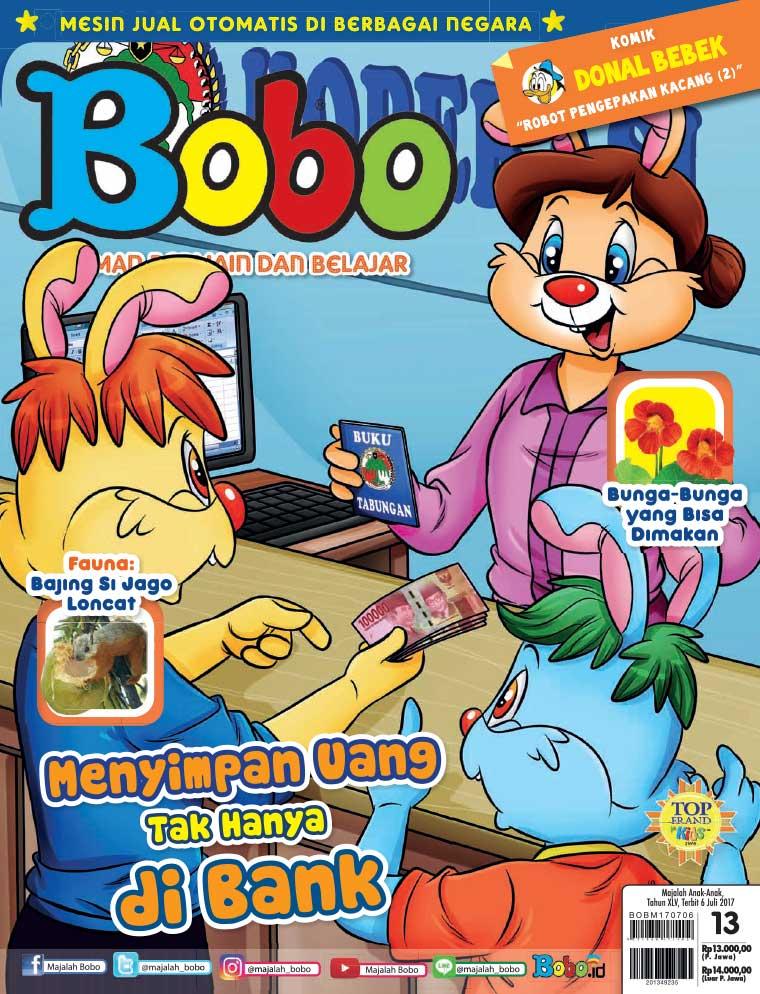 MESIN JUAL OTOMATIS DI BERBAGAI NEGARA
KOMIK
DONAL BEBEK
"ROBOT PENGEPAKAN KACANG (2)"
Bobo
DAN BELAJAR
BUKU
TABUNGAN
100000
Bunga-Bunga
yang Bisa
Dimakan
Fauna:
Bajing Si Jago
Loncat
Menyimpan Uang
Tak Hanya
di Bank
TOP
BRAND
Kids
Majalah Anak-Anak,
Tahun XLV, Terbit 6 Juli 2017
BOBM170706
13
201349235
Rp13.000,00
(P. Jawa)
Rp14.000,00
(Luar P. Jawa)
Majalah Bobo
@majalah_bobo
@majalah_bobo
Majalah Bobo
LINE
@majalah_bobo
Bobo.id